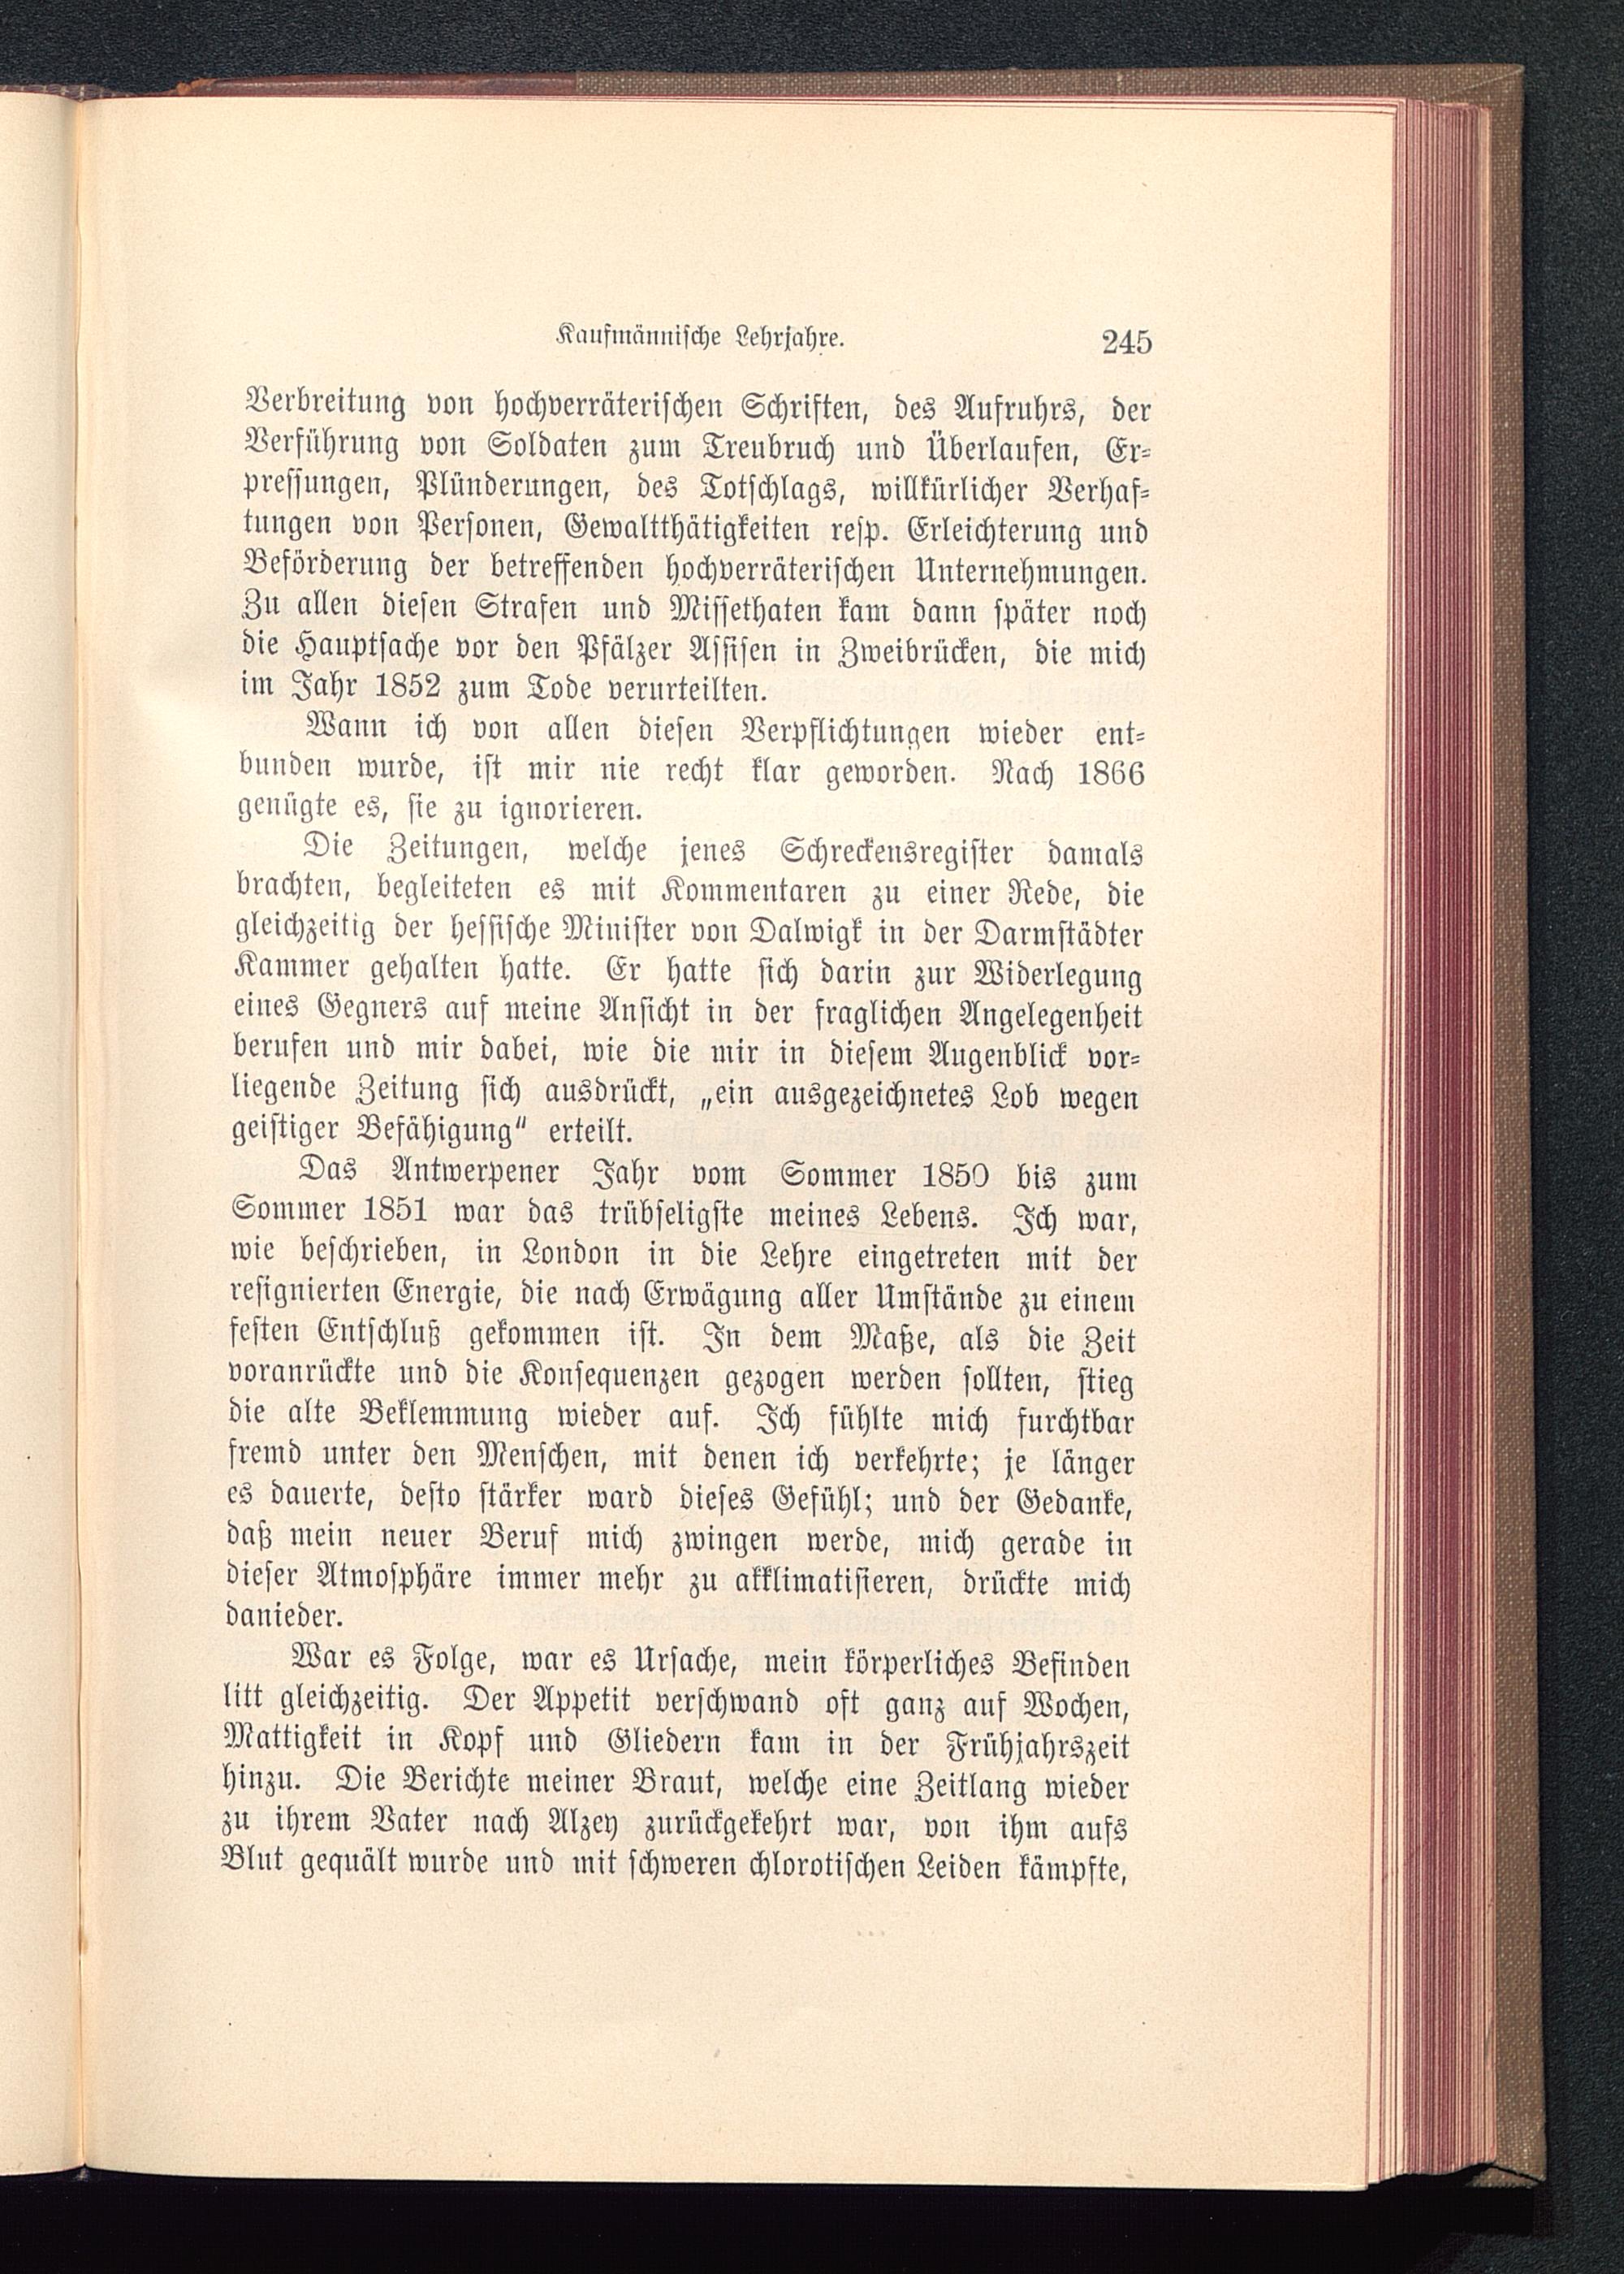 Kaufmännische Lehrjahre. 245
Verbreitung von hochverräterischen Schriften, des Aufruhrs, der
Verführung von Soldaten zum Treubruch und Überlaufen, Er-
pressungen, Plünderungen, des Totschlags, willkürlicher Verhaf-
tungen von Personen, Gewaltthätigkeiten resp. Erleichterung und
Beförderung der betreffenden hochverräterischen Unternehmungen.
Zu allen diesen Strafen und Missethaten kam dann später noch
die Hauptsache vor den Pfälzer Assisen in Zweibrücken, die mich
im Jahr 1852 zum Tode verurteilten.
Wann ich von allen diesen Verpflichtungen wieder ent-
bunden wurde, ist mir nie recht klar geworden. Nach 1866
genügte es, sie zu ignorieren.
Die Zeitungen, welche jenes Schreckensregister damals
brachten, begleiteten es mit Kommentaren zu einer Rede, die
gleichzeitig der hessische Minister von Dalwigk in der Darmstädter
Kammer gehalten hatte. Er hatte sich darin zur Widerlegung
eines Gegners auf meine Ansicht in der fraglichen Angelegenheit
berufen und mir dabei, wie die mir in diesem Augenblick vor-
liegende Zeitung sich ausdrückt, „ein ausgezeichnetes Lob wegen
geistiger Befähigung“ erteilt.
Das Antwerpener Jahr vom Sommer 1850 bis zum
Sommer 1851 war das trübseligste meines Lebens. Ich war,
wie beschrieben, in London in die Lehre eingetreten mit der
resignierten Energie, die nach Erwägung aller Umstände zu einem
festen Entschluß gekommen ist. In dem Maße, als die Zeit
voranrückte und die Konsequenzen gezogen werden sollten, stieg
die alte Beklemmung wieder auf. Ich fühlte mich furchtbar
fremd unter den Menschen, mit denen ich verkehrte; je länger
es dauerte, desto stärker ward dieses Gefühl; und der Gedanke,
daß mein neuer Beruf mich zwingen werde, mich gerade in
dieser Atmosphäre immer mehr zu akklimatisieren, drückte mich
danieder.
War es Folge, war es Ursache, mein körperliches Befinden
litt gleichzeitig. Der Appetit verschwand oft ganz auf Wochen,
Mattigkeit in Kopf und Gliedern kam in der Frühjahrszeit
hinzu. Die Berichte meiner Braut, welche eine Zeitlang wieder
zu ihrem Vater nach Alzey zurückgekehrt war, von ihm aufs
Blut gequält wurde und mit schweren chlorotischen Leiden kämpfte,